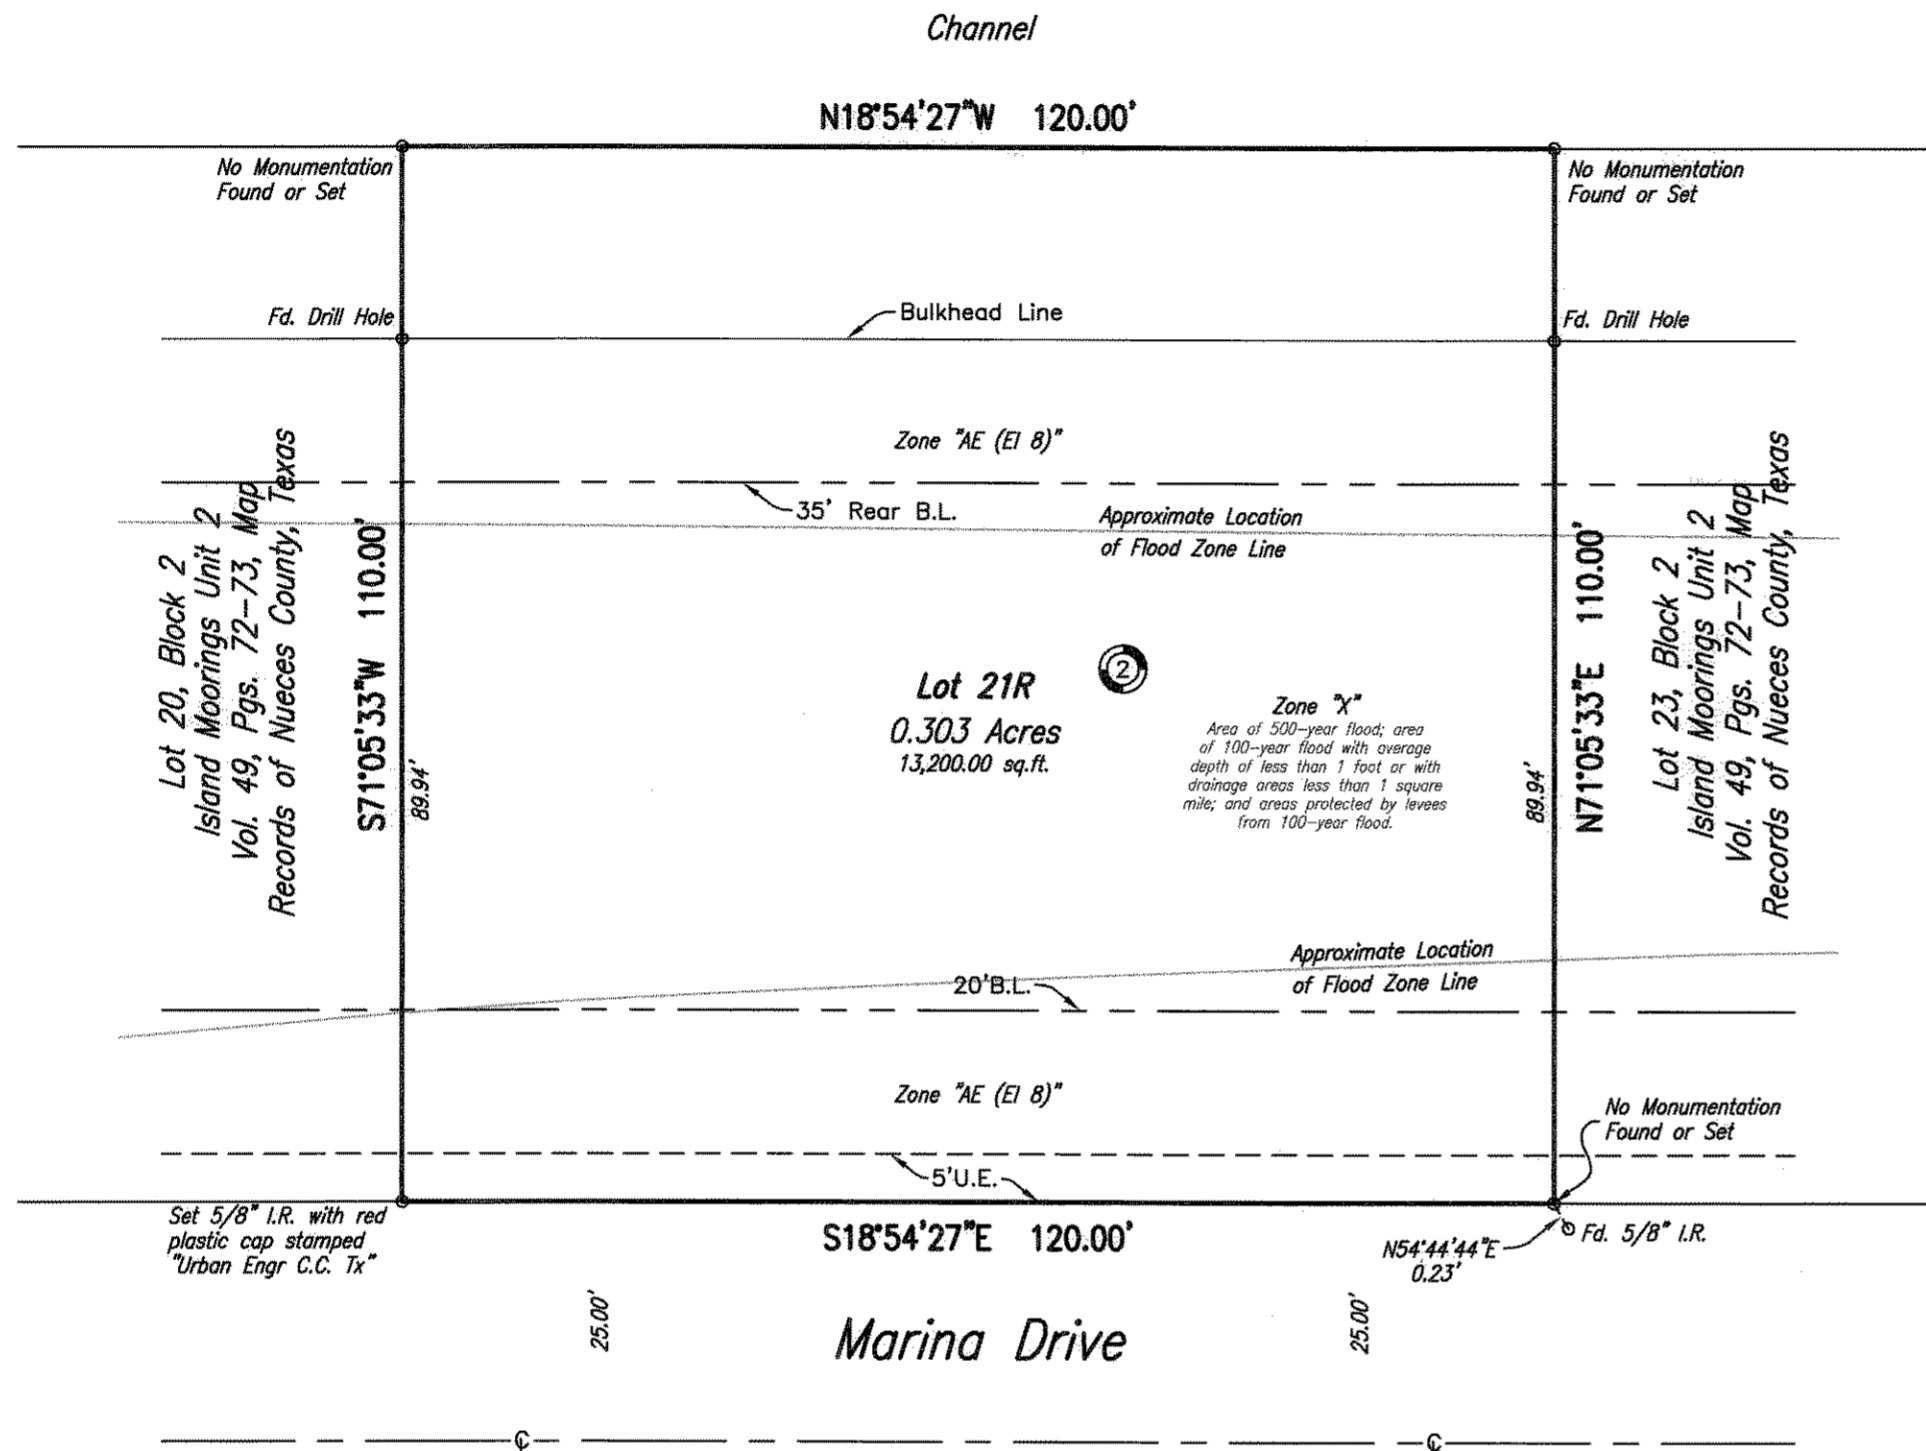 Channel
N18°54'27"W 120.00'
No Monumentation
Found or Set
No Monumentation
Found or Set
Fd. Drill Hole
Bulkhead Line
Fd. Drill Hole
Zone "AE (El 8)"
35' Rear B.L.
Approximate Location
of Flood Zone Line
Lot 20, Block 2
Island Moorings Unit 2
Vol. 49, Pgs. 72-73, Map
Records of Nueces County, Texas
S71°05'33"W 110.00'
89.94'
Lot 21R
0.303 Acres
13,200.00 sq.ft.
2
Zone "X"
Area of 500-year flood; area
of 100-year flood with average
depth of less than 1 foot or with
drainage areas less than 1 square
mile; and areas protected by levees
from 100-year flood.
89.94'
N71°05'33"E 110.00'
Lot 23, Block 2
Island Moorings Unit 2
Vol. 49, Pgs. 72-73, Map
Records of Nueces County, Texas
Approximate Location
of Flood Zone Line
20'B.L.
Zone "AE (El 8)"
No Monumentation
Found or Set
5'U.E.
Set 5/8" I.R. with red
plastic cap stamped
"Urban Engr C.C. Tx"
S18°54'27"E 120.00'
N54°44'44"E
0.23'
Fd. 5/8" I.R.
25.00'
Marina Drive
25.00'
℄
℄